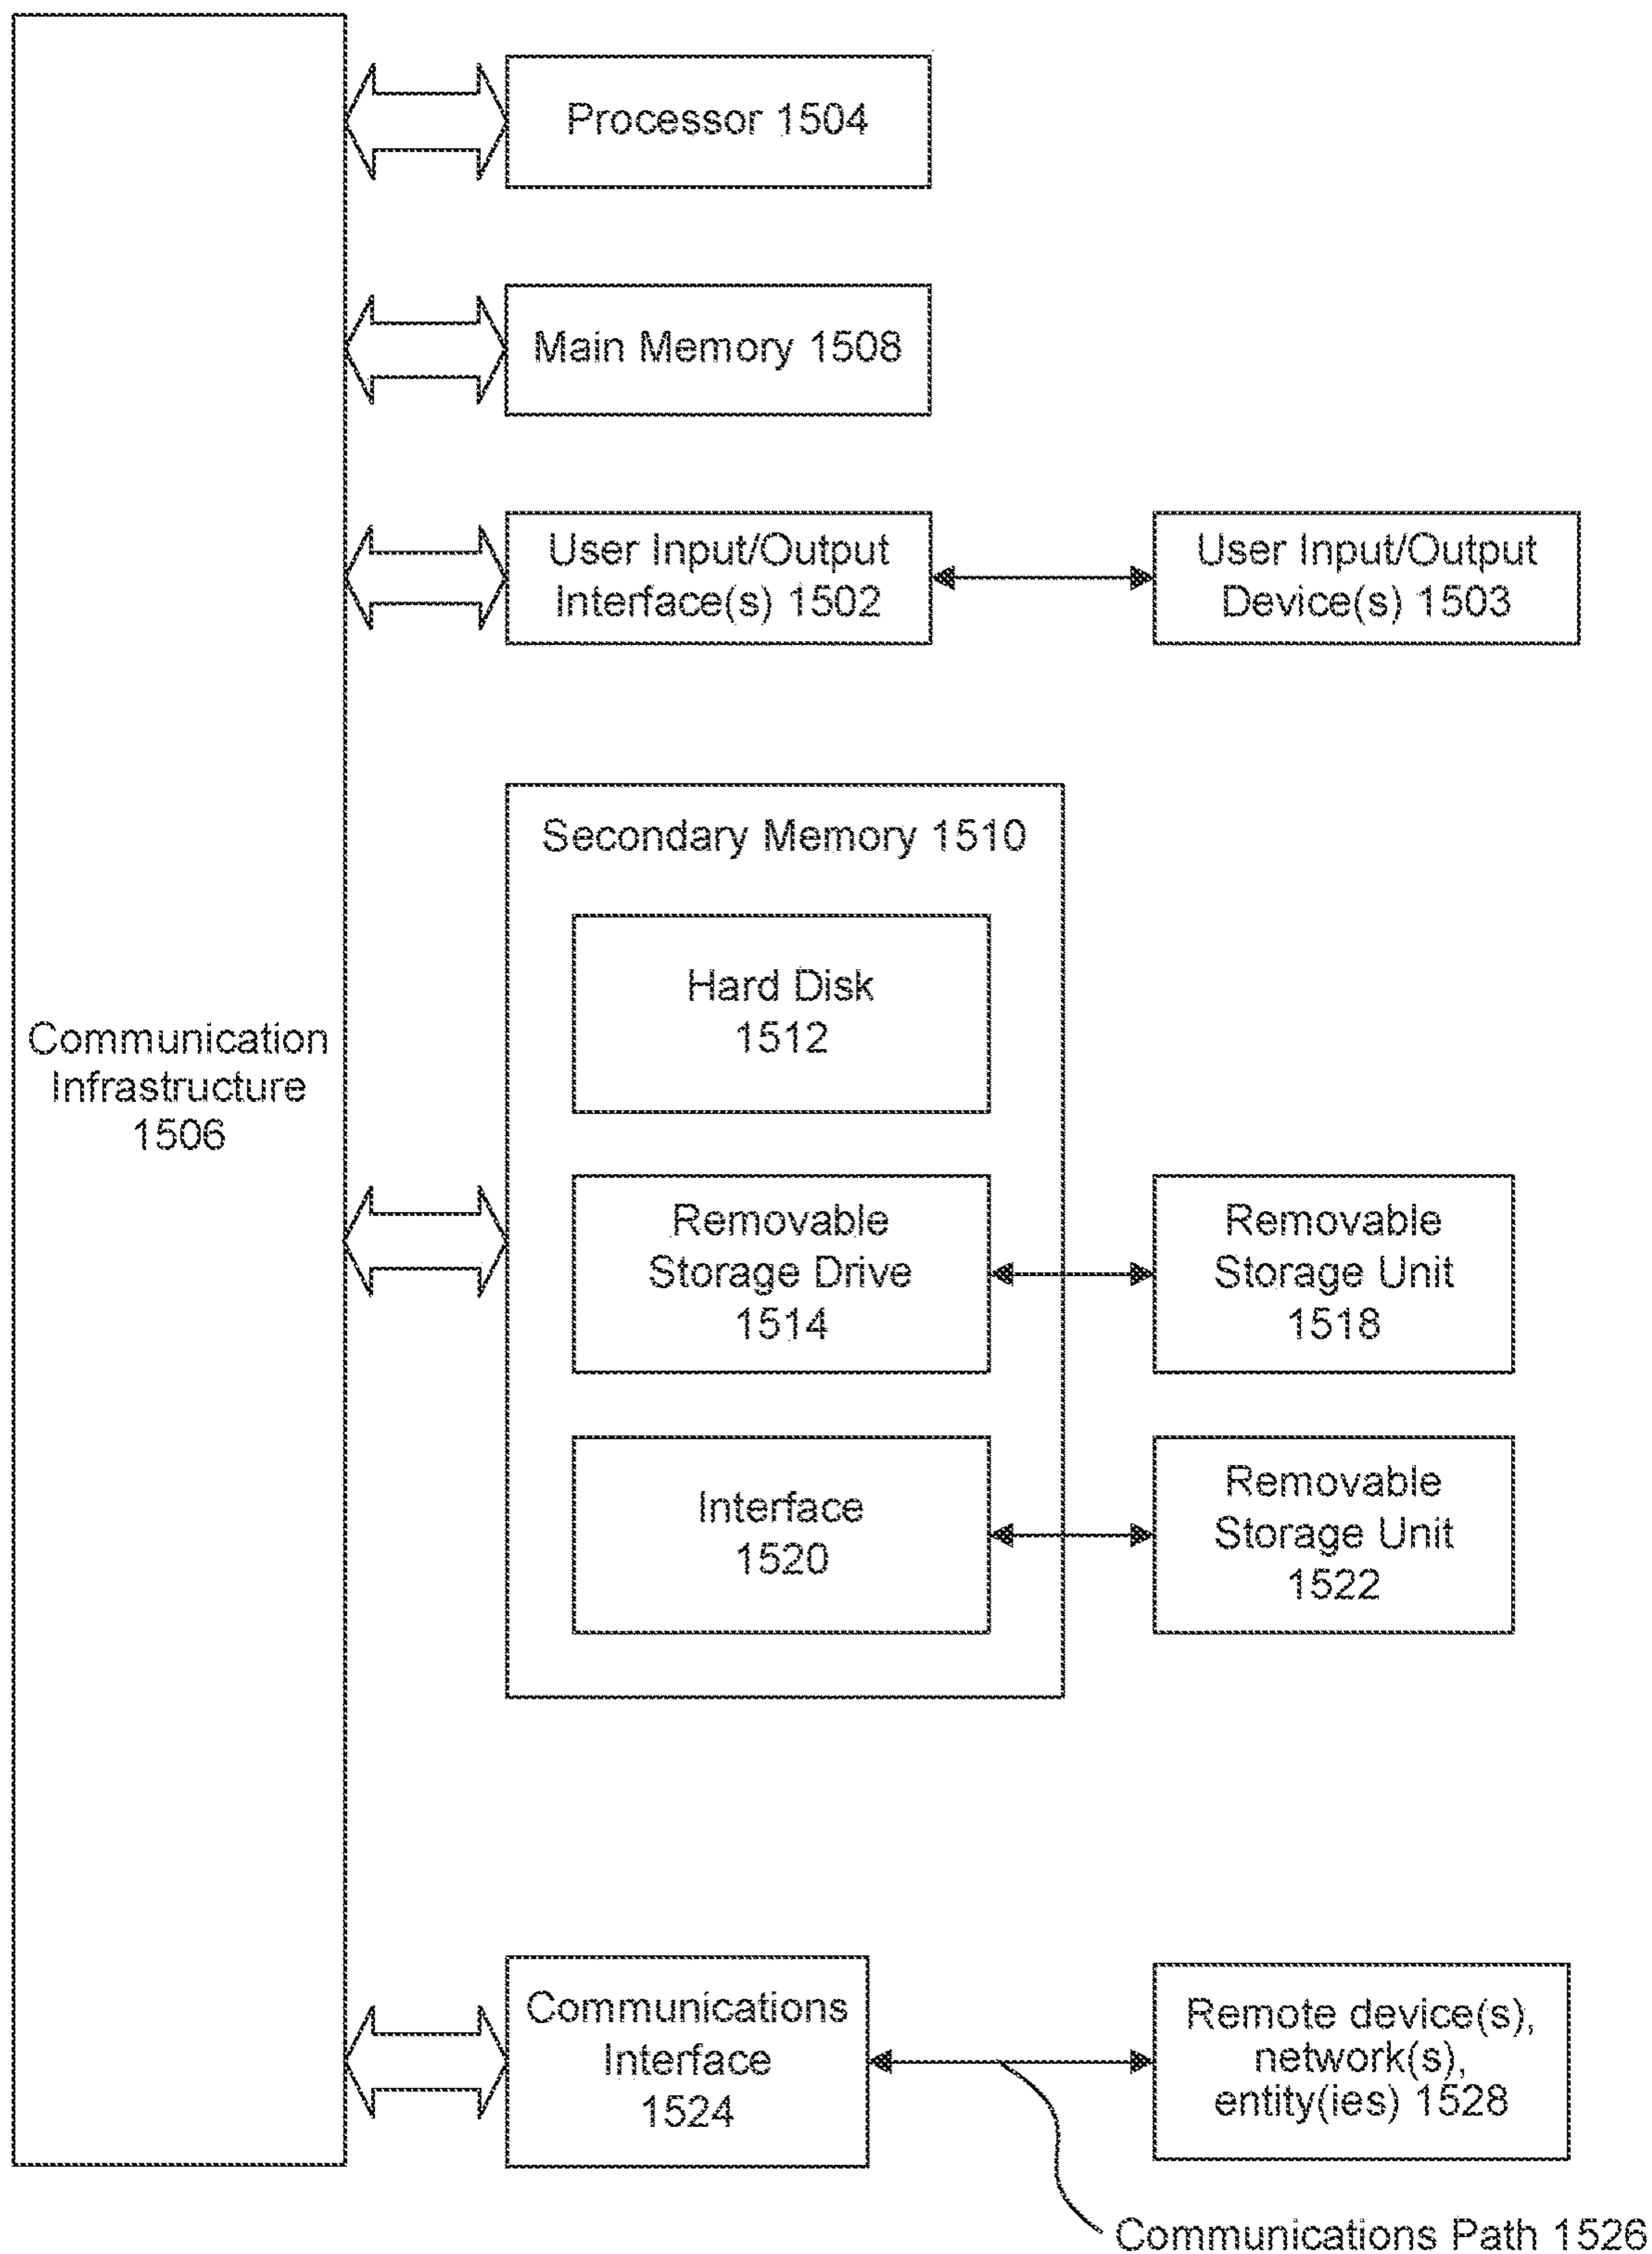 Processor 1504
Main Memory 1508
User Input/Output
Interface(s) 1502
User Input/Output
Device(s) 1503
Secondary Memory 1510
Hard Disk
1512
Communication
Infrastructure
1506
Removable
Storage Drive
1514
Removable
Storage Unit
1518
Interface
1520
Removable
Storage Unit
1522
Communications
Interface
1524
Remote device(s),
network(s),
entity(ies) 1528
Communications Path 1526